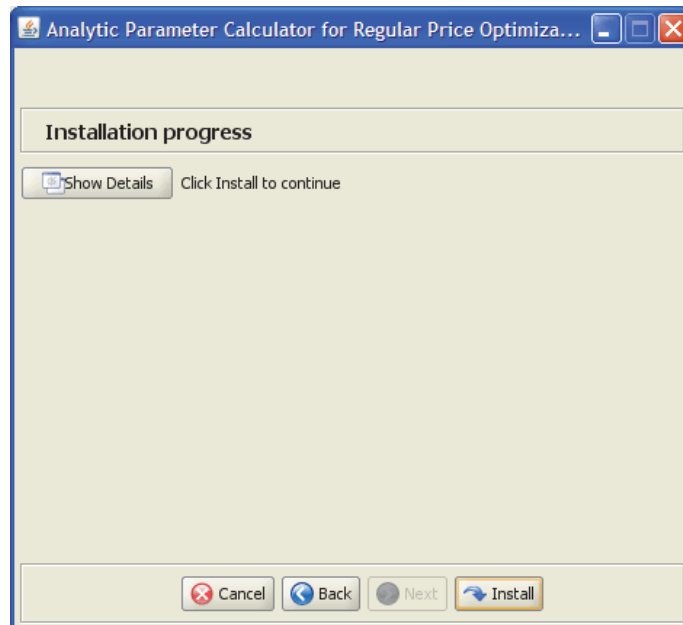 Analytic Parameter Calculator for Regular Price Optimiza...
Installation progress
Show Details Click Install to continue
Cancel Back Next Install